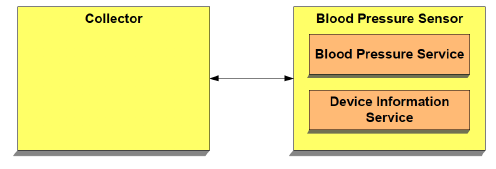 Collector
Blood Pressure Sensor
Blood Pressure Service
Device Information
Service